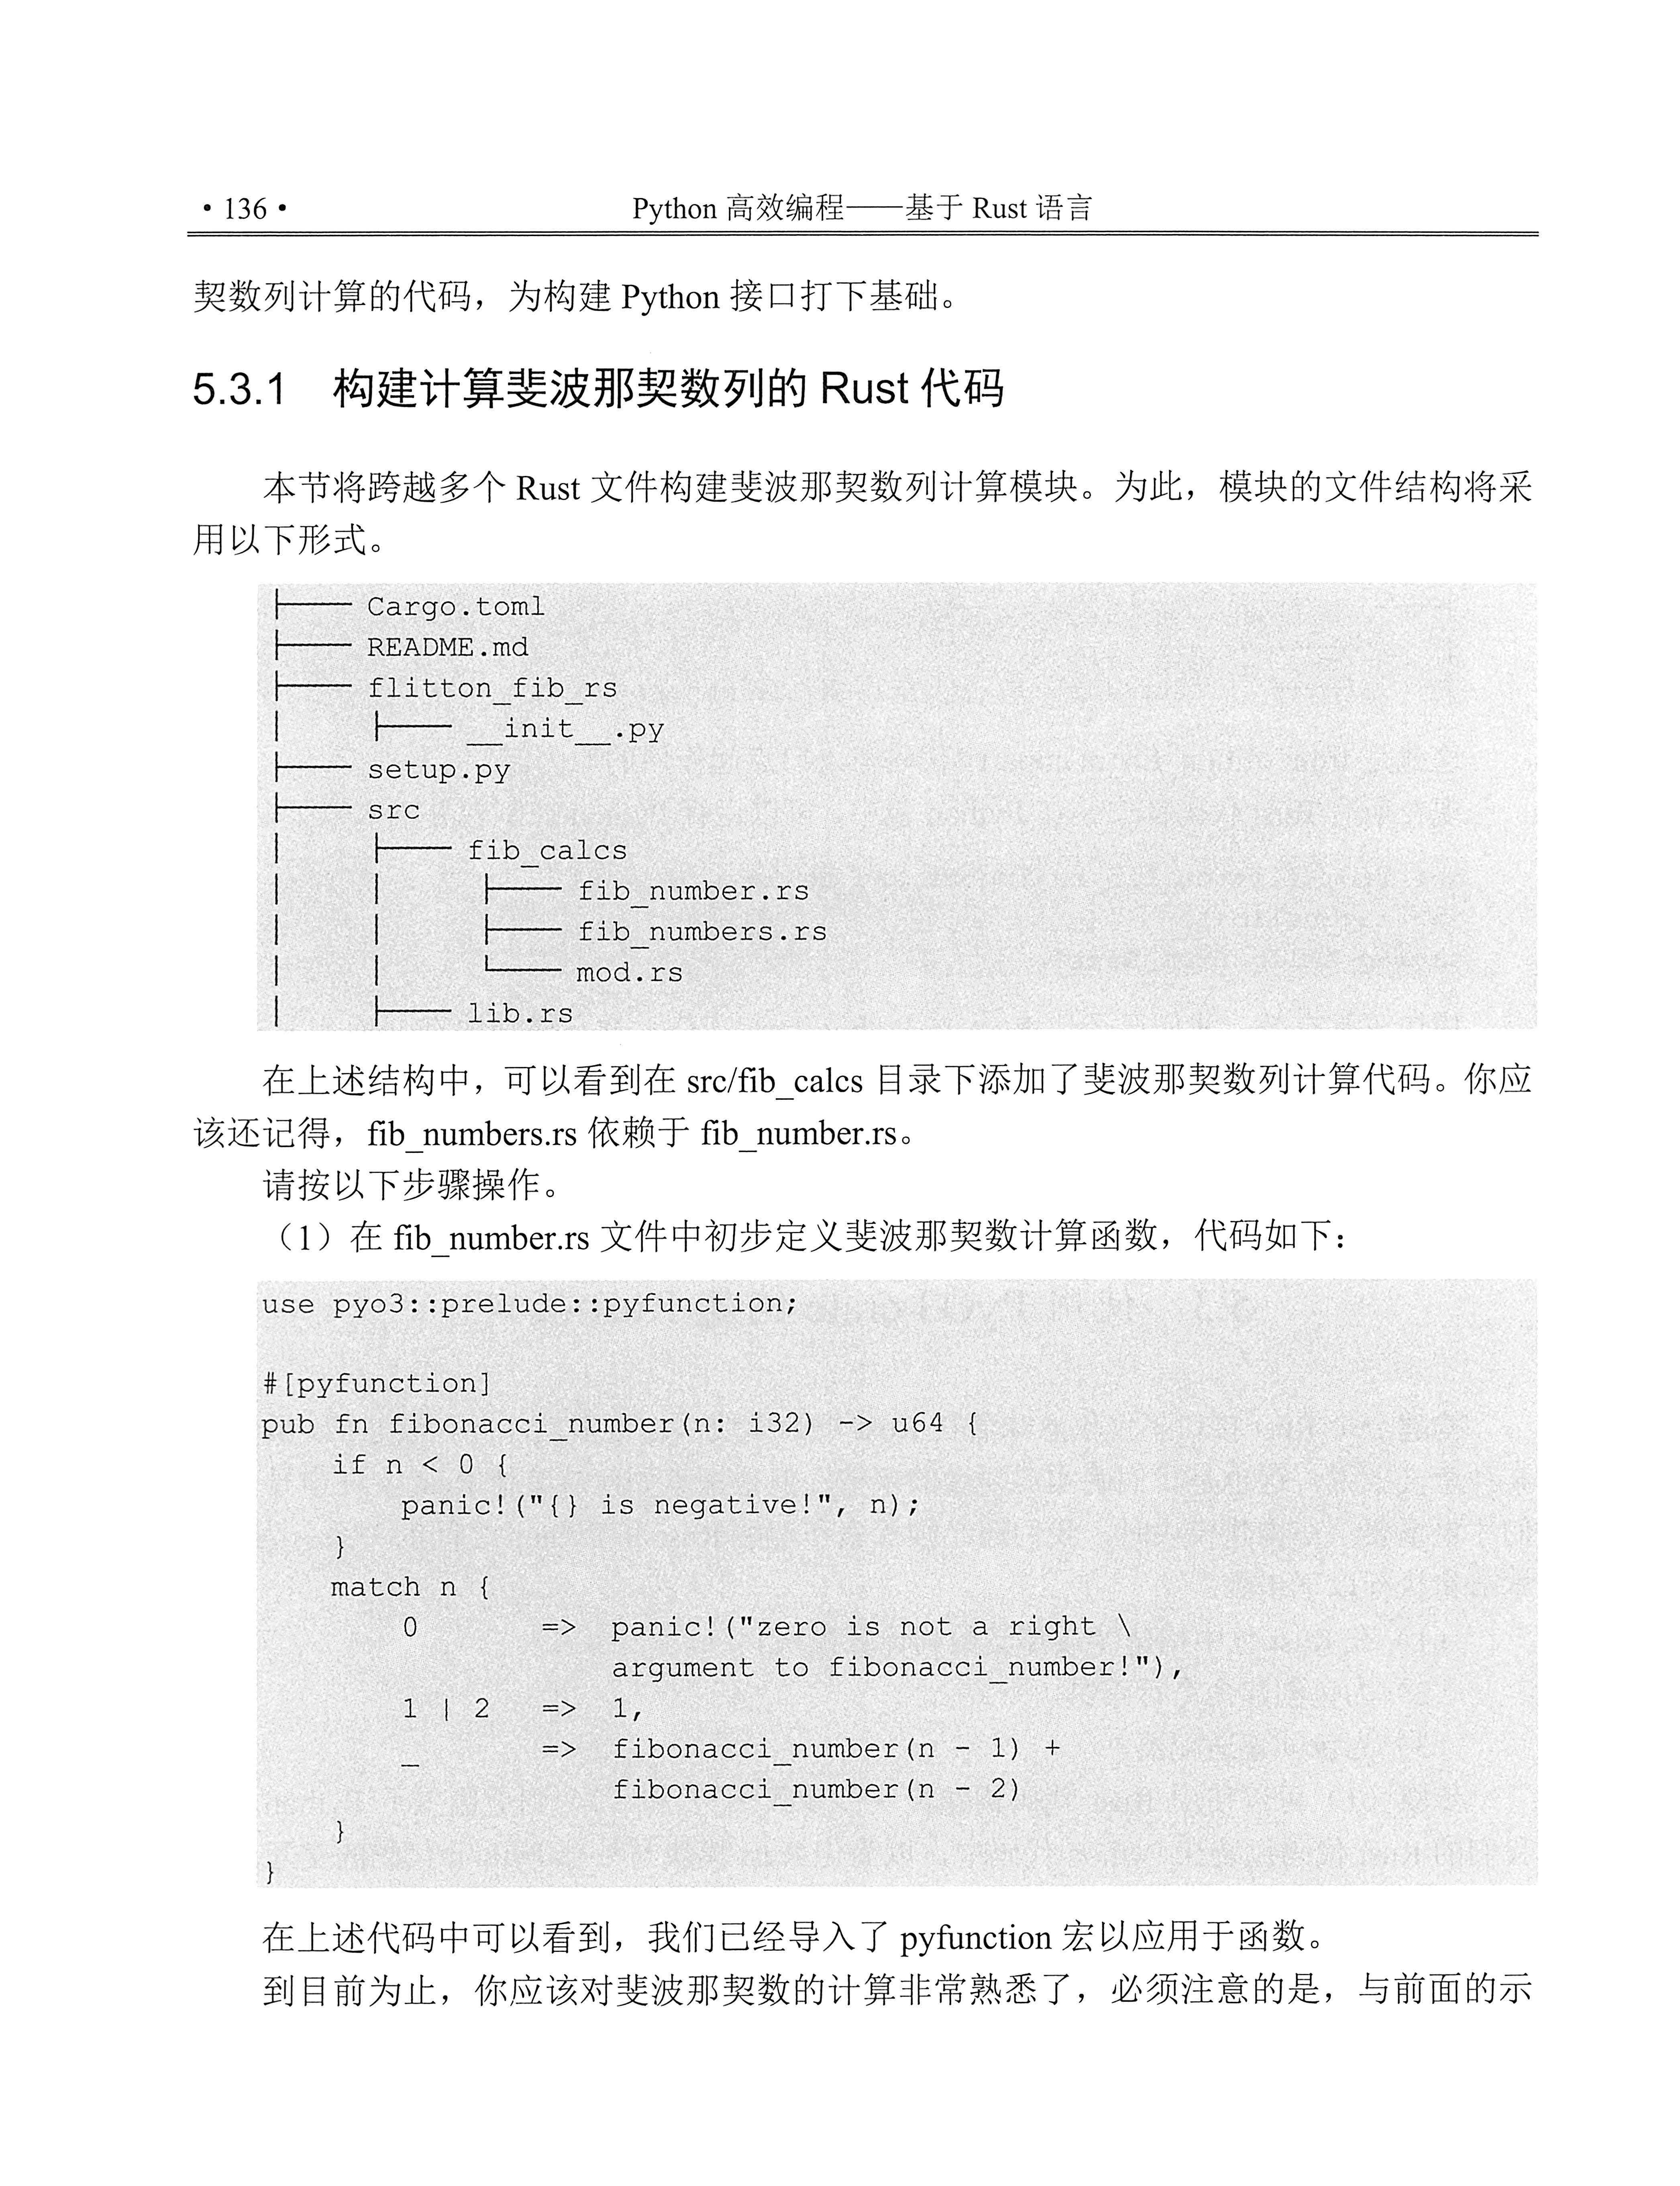 • 136 •
Python 高效编程——基于 Rust 语言
契数列计算的代码，为构建 Python 接口打下基础。
5.3.1 构建计算斐波那契数列的 Rust 代码
本节将跨越多个 Rust 文件构建斐波那契数列计算模块。为此，模块的文件结构将采
用以下形式。
├── Cargo.toml
├── README.md
├── flitton_fib_rs
│   ├── __init__.py
├── setup.py
├── src
│   ├── fib_calcs
│   │   ├── fib_number.rs
│   │   ├── fib_numbers.rs
│   │   └── mod.rs
│   ├── lib.rs
在上述结构中，可以看到在 src/fib_calcs 目录下添加了斐波那契数列计算代码。你应
该还记得，fib_numbers.rs 依赖于 fib_number.rs。
请按以下步骤操作。
（1）在 fib_number.rs 文件中初步定义斐波那契数计算函数，代码如下：
use pyo3::prelude::pyfunction;
#[pyfunction]
pub fn fibonacci_number(n: i32) -> u64 {
    if n < 0 {
        panic!("{} is negative!", n);
    }
    match n {
        0       =>  panic!("zero is not a right \
                    argument to fibonacci_number!"),
        1 | 2   =>  1,
        _       =>  fibonacci_number(n - 1) +
                    fibonacci_number(n - 2)
    }
}
在上述代码中可以看到，我们已经导入了 pyfunction 宏以应用于函数。
到目前为止，你应该对斐波那契数的计算非常熟悉了，必须注意的是，与前面的示